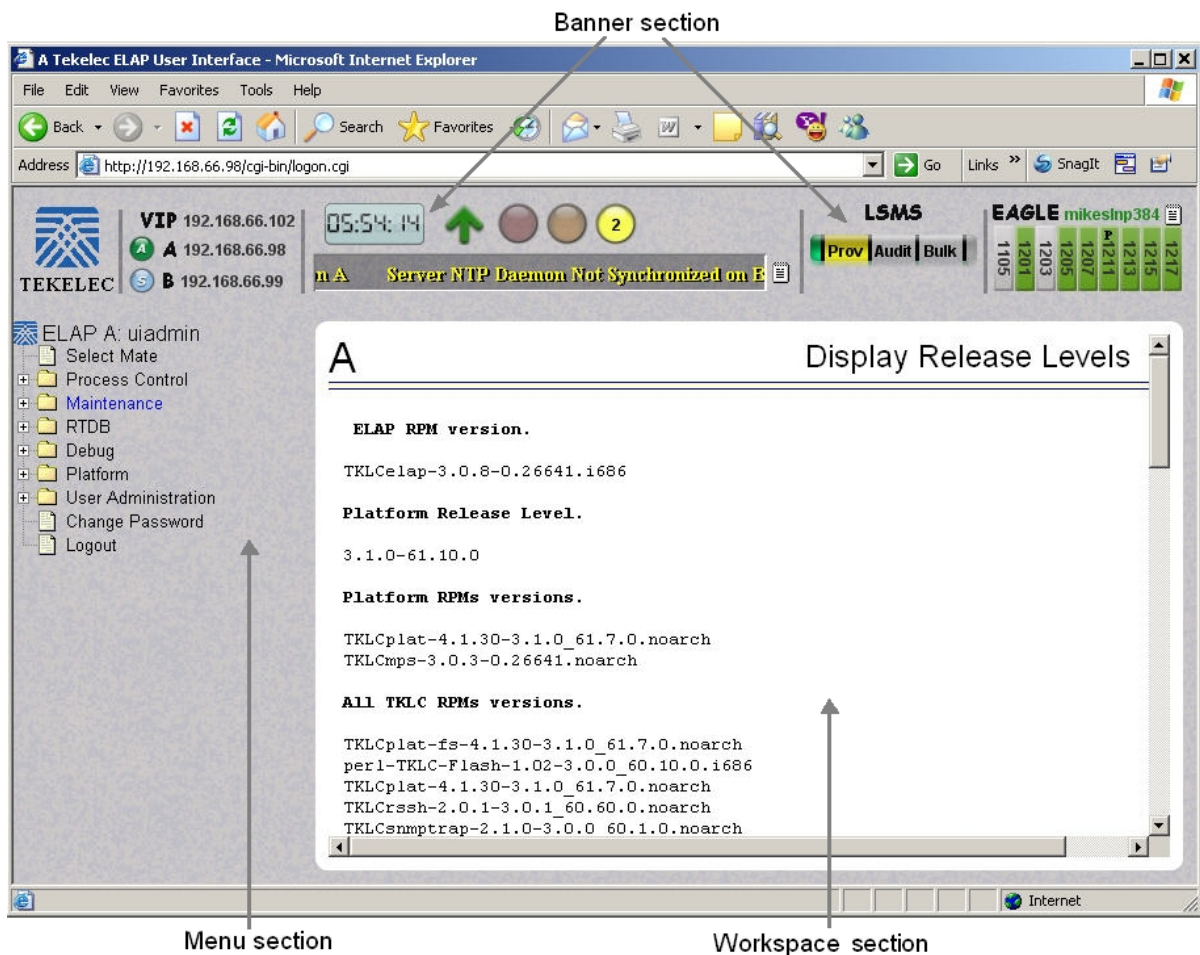 Banner section
A Tekelec ELAP User Interface - Microsoft Internet Explorer
File Edit View Favorites Tools Help
Back Search Favorites
Address http://192.168.66.98/cgi-bin/logon.cgi Go Links » SnagIt
TEKELEC
VIP 192.168.66.102
A A 192.168.66.98
S B 192.168.66.99
05:54:14 2
n A Server NTP Daemon Not Synchronized on B
LSMS
Prov Audit Bulk
EAGLE mikeslnp384
P
1105 1201 1203 1205 1207 1211 1213 1215 1217
ELAP A: uiadmin
Select Mate
Process Control
Maintenance
RTDB
Debug
Platform
User Administration
Change Password
Logout
A Display Release Levels
ELAP RPM version.
TKLCelap-3.0.8-0.26641.i686
Platform Release Level.
3.1.0-61.10.0
Platform RPMs versions.
TKLCplat-4.1.30-3.1.0_61.7.0.noarch
TKLCmps-3.0.3-0.26641.noarch
All TKLC RPMs versions.
TKLCplat-fs-4.1.30-3.1.0_61.7.0.noarch
perl-TKLC-Flash-1.02-3.0.0_60.10.0.i686
TKLCplat-4.1.30-3.1.0_61.7.0.noarch
TKLCrssh-2.0.1-3.0.1_60.60.0.noarch
TKLCsnmptrap-2.1.0-3.0.0_60.1.0.noarch
Internet
Menu section
Workspace section